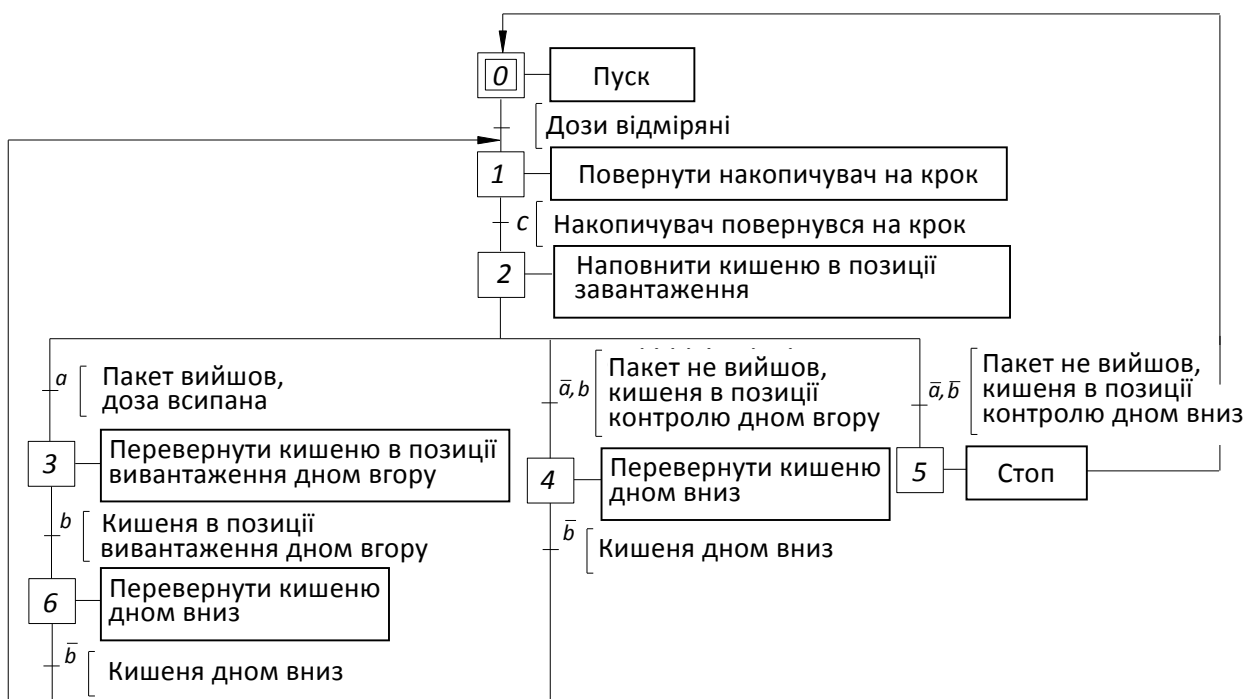 0
Пуск
Дози відміряні
1
Повернути накопичувач на крок
c
Накопичувач повернувся на крок
2
Наповнити кишеню в позиції
завантаження
a
Пакет вийшов,
доза всипана
a̅, b
Пакет не вийшов,
кишеня в позиції
контролю дном вгору
a̅, b̅
Пакет не вийшов,
кишеня в позиції
контролю дном вниз
3
Перевернути кишеню в позиції
вивантаження дном вгору
4
Перевернути кишеню
дном вниз
5
Стоп
b
Кишеня в позиції
вивантаження дном вгору
b̅
Кишеня дном вниз
6
Перевернути кишеню
дном вниз
b̅
Кишеня дном вниз